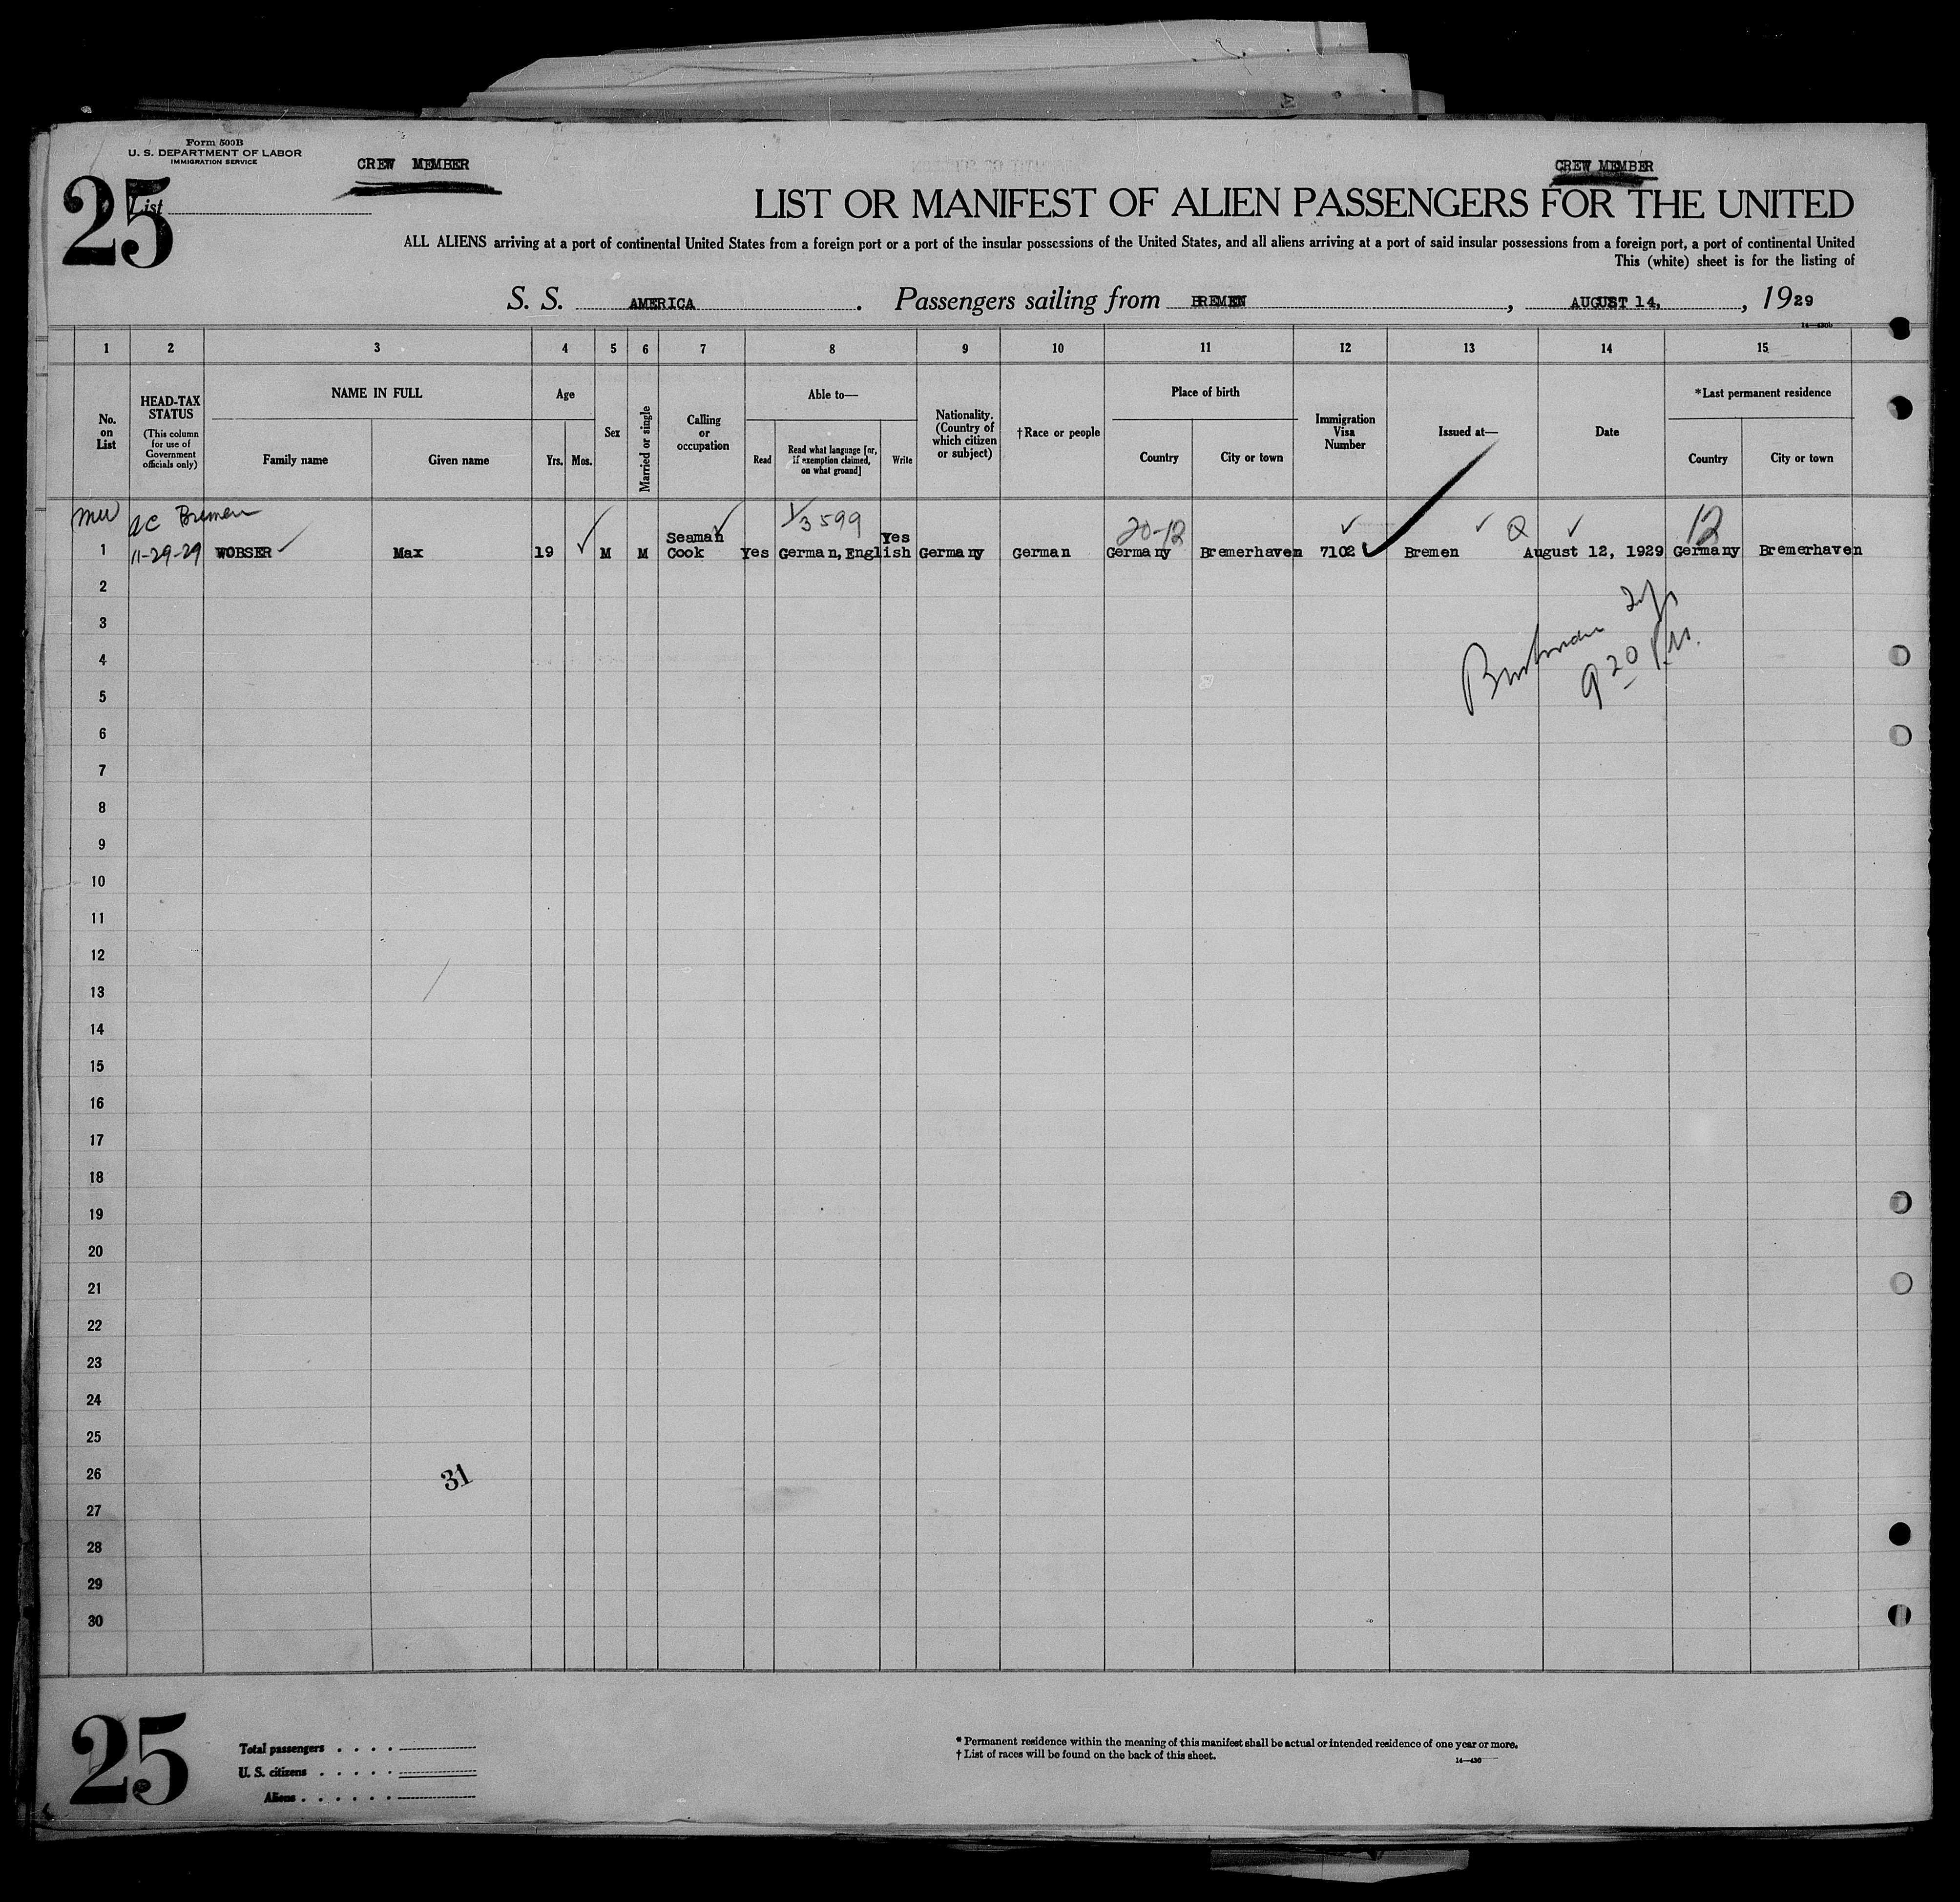 Form 500B
U. S. DEPARTMENT OF LABOR
IMMIGRATION SERVICE
CREW MEMBER
CREW MEMBER
25
List
LIST OR MANIFEST OF ALIEN PASSENGERS FOR THE UNITED
ALL ALIENS arriving at a port of continental United States from a foreign port or a port of the insular possessions of the United States, and all aliens arriving at a port of said insular possessions from a foreign port, a port of continental United
This (white) sheet is for the listing of
S. S. AMERICA. Passengers sailing from BREMEN, AUGUST 14, , 1929
14—430b
1 2 3 4 5 6 7 8 9 10 11 12 13 14 15
No. on List
HEAD-TAX STATUS (This column for use of Government officials only)
NAME IN FULL
Family name Given name
Age
Yrs. Mos.
Sex
Married or single
Calling or occupation
Able to—
Read Read what language [or, if exemption claimed, on what ground] Write
Nationality. (Country of which citizen or subject)
†Race or people
Place of birth
Country City or town
Immigration Visa Number
Issued at—
Date
*Last permanent residence
Country City or town
AC Bremen 3599 20-12 Q 12
1 11-29-29 WOBSER Max 19 M M Seaman Cook Yes German, English Yes Germany German Germany Bremerhaven 7102 Bremen August 12, 1929 Germany Bremerhaven
2
3
4
920 P.M.
5
6
7
8
9
10
11
12
13
14
15
16
17
18
19
20
21
22
23
24
25
26
31
27
28
29
30
25
Total passengers
U. S. citizens
Aliens
* Permanent residence within the meaning of this manifest shall be actual or intended residence of one year or more.
† List of races will be found on the back of this sheet.
14—430